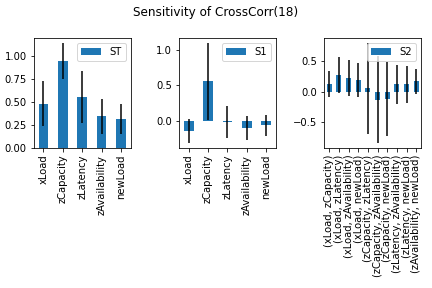 Sensitivity of CrossCorr(18)
ST
1.00
0.75
0.50
0.25
0.00
xLoad
zCapacity
zLatency
zAvailability
newLoad
S1
1.0
0.5
0.0
xLoad
zCapacity
zLatency
zAvailability
newLoad
S2
0.5
0.0
−0.5
(xLoad, zCapacity)
(xLoad, zLatency)
(xLoad, zAvailability)
(xLoad, newLoad)
(zCapacity, zLatency)
(zCapacity, zAvailability)
(zCapacity, newLoad)
(zLatency, zAvailability)
(zLatency, newLoad)
(zAvailability, newLoad)